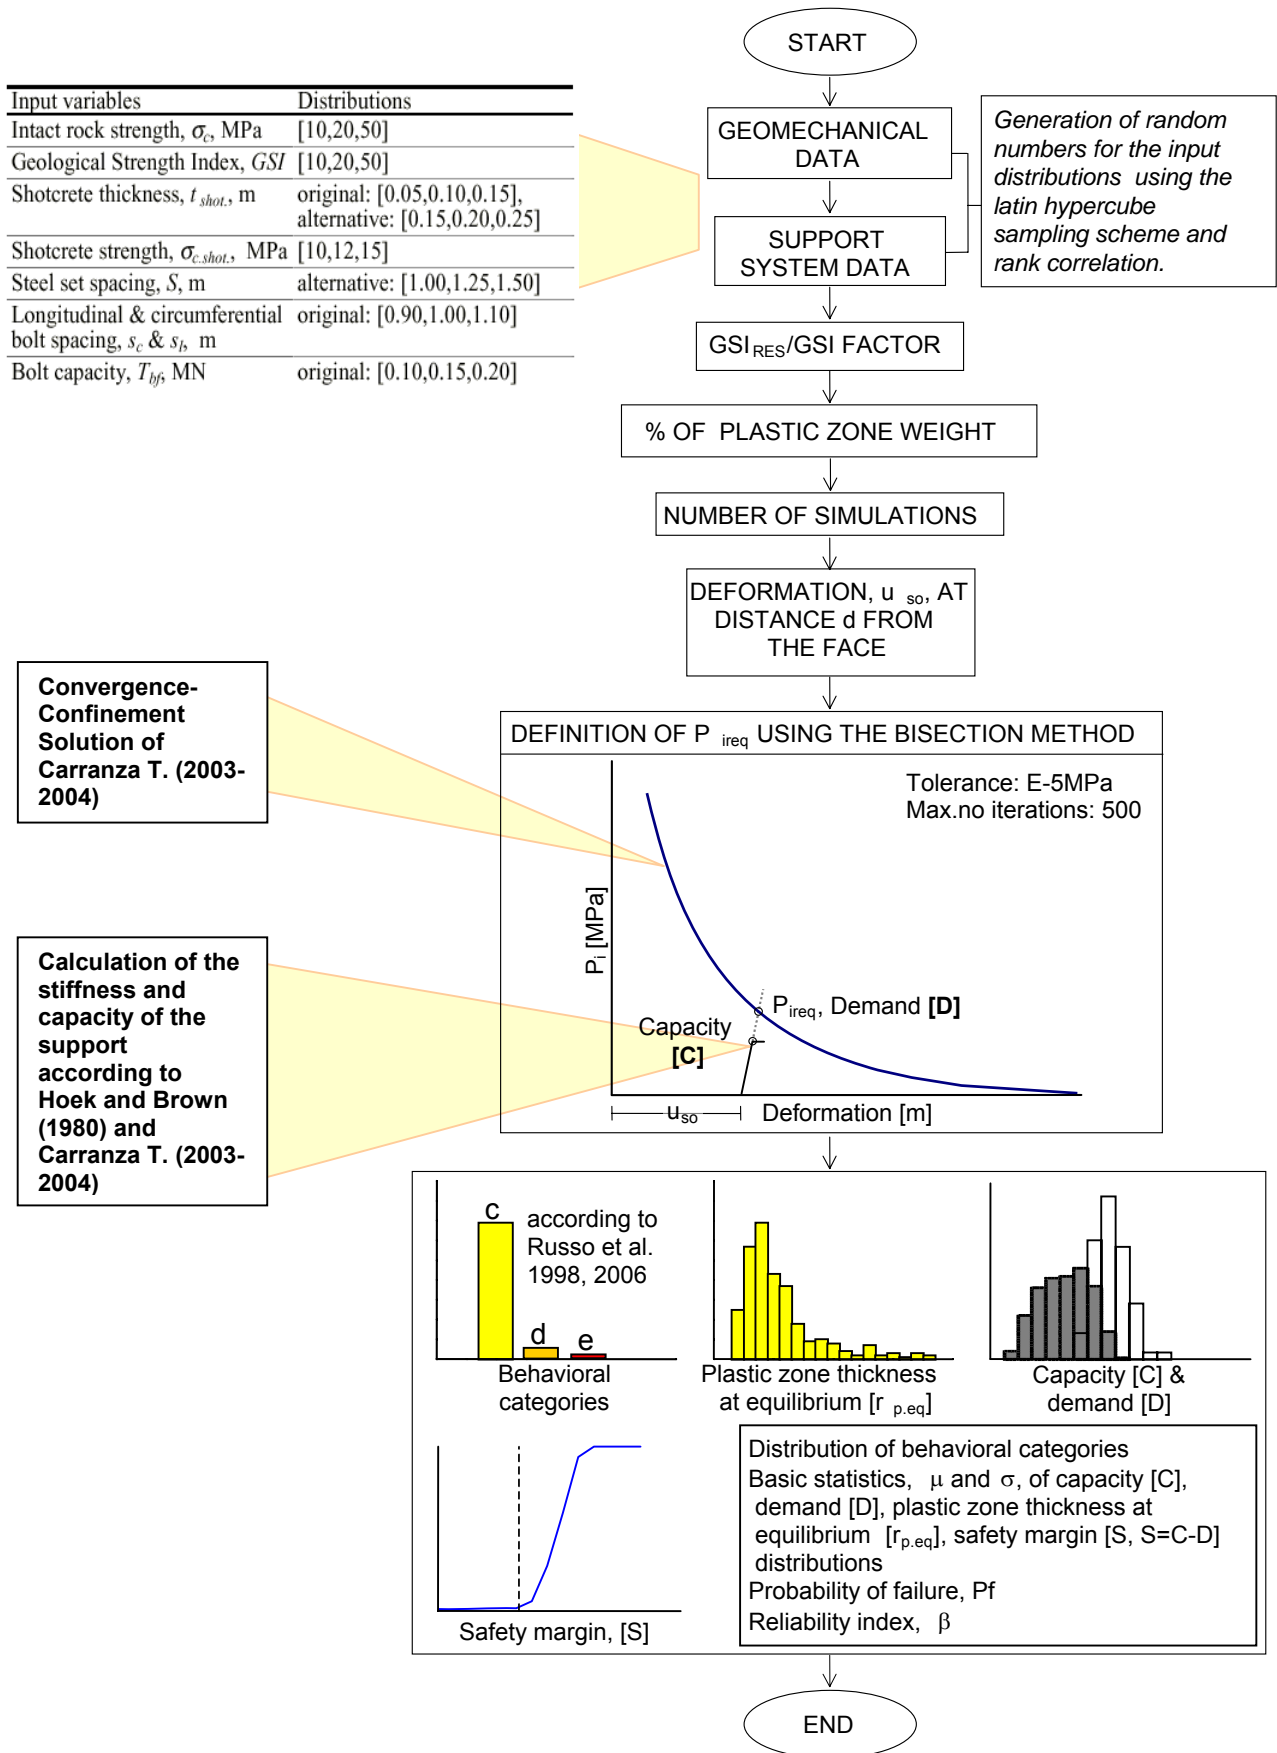 START
Input variables Distributions
Intact rock strength, σc, MPa [10,20,50]
Geological Strength Index, GSI [10,20,50]
Shotcrete thickness, t shot., m original: [0.05,0.10,0.15],
alternative: [0.15,0.20,0.25]
Shotcrete strength, σc.shot., MPa [10,12,15]
Steel set spacing, S, m alternative: [1.00,1.25,1.50]
Longitudinal & circumferential original: [0.90,1.00,1.10]
bolt spacing, sc & sl, m
Bolt capacity, Tbf, MN original: [0.10,0.15,0.20]
GEOMECHANICAL
DATA
SUPPORT
SYSTEM DATA
Generation of random
numbers for the input
distributions using the
latin hypercube
sampling scheme and
rank correlation.
GSI RES/GSI FACTOR
% OF PLASTIC ZONE WEIGHT
NUMBER OF SIMULATIONS
DEFORMATION, u so, AT
DISTANCE d FROM
THE FACE
Convergence-
Confinement
Solution of
Carranza T. (2003-
2004)
DEFINITION OF P ireq USING THE BISECTION METHOD
Tolerance: E-5MPa
Max.no iterations: 500
Pi [MPa]
Pireq, Demand [D]
Capacity
[C]
uso
Deformation [m]
Calculation of the
stiffness and
capacity of the
support
according to
Hoek and Brown
(1980) and
Carranza T. (2003-
2004)
c
d
e
according to
Russo et al.
1998, 2006
Behavioral
categories
Plastic zone thickness
at equilibrium [r p.eq]
Capacity [C] &
demand [D]
Safety margin, [S]
Distribution of behavioral categories
Basic statistics, μ and σ, of capacity [C],
demand [D], plastic zone thickness at
equilibrium [rp.eq], safety margin [S, S=C-D]
distributions
Probability of failure, Pf
Reliability index, β
END